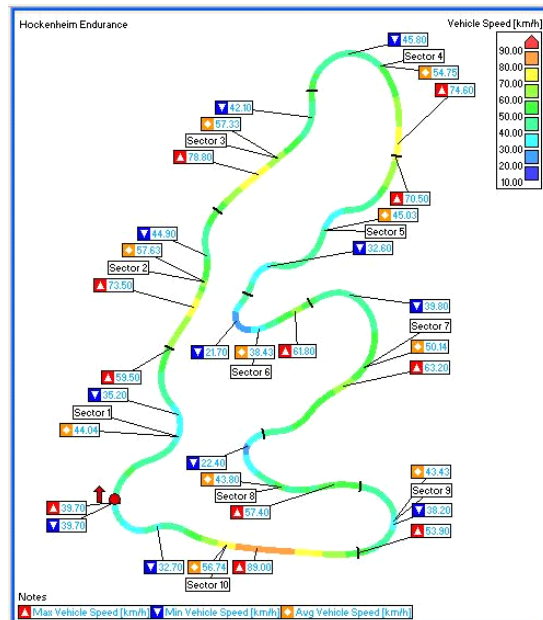 Hockenheim Endurance
Vehicle Speed [km/h]
90.00
80.00
70.00
60.00
50.00
40.00
30.00
20.00
10.00
45.80
Sector 4
54.75
74.60
42.10
57.33
Sector 3
78.80
70.50
45.03
Sector 5
32.60
44.90
57.63
Sector 2
73.50
39.80
Sector 7
50.14
63.20
21.70
38.43
Sector 6
61.80
59.50
35.20
Sector 1
44.04
22.40
43.80
Sector 8
57.40
43.43
Sector 9
38.20
53.90
39.70
39.70
32.70
56.74
Sector 10
89.00
Notes
Max Vehicle Speed [km/h] Min Vehicle Speed [km/h] Avg Vehicle Speed [km/h]